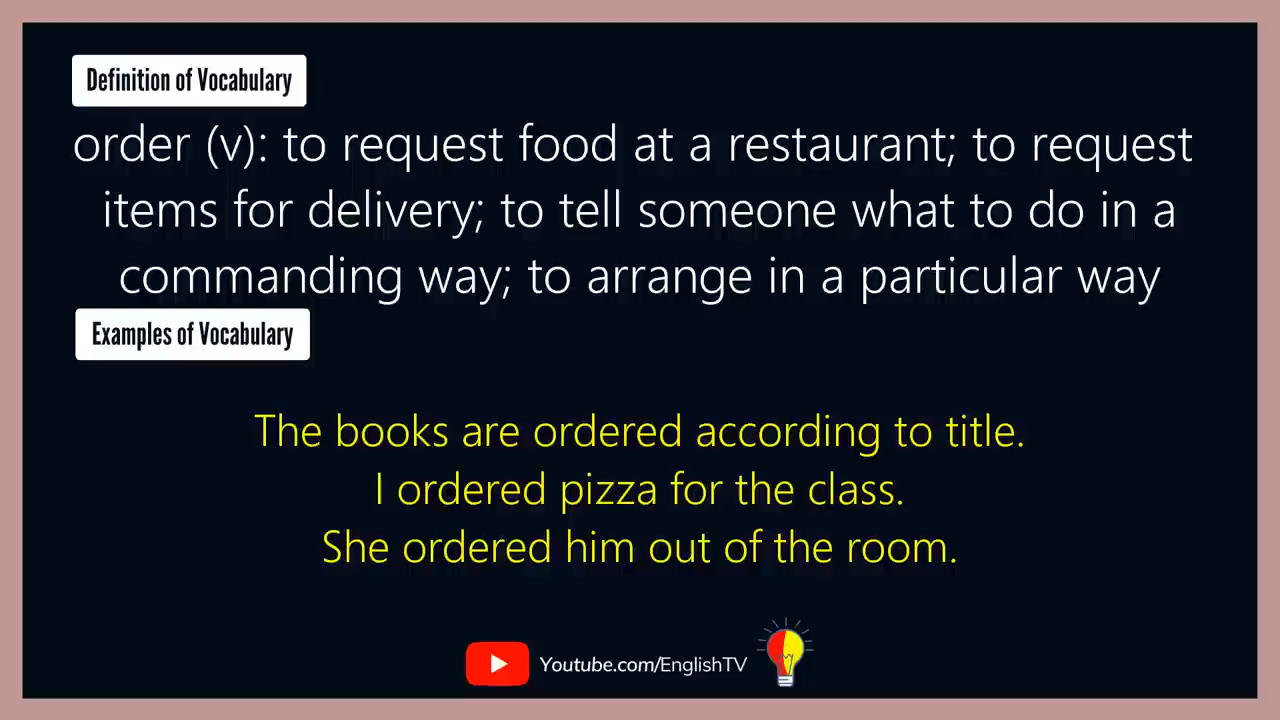 Definition of Vocabulary
order (v): to request food at a restaurant; to request
items for delivery; to tell someone what to do in a
commanding way; to arrange in a particular way
Examples of Vocabulary
The books are ordered according to title.
I ordered pizza for the class.
She ordered him out of the room.
Youtube.com/EnglishTV